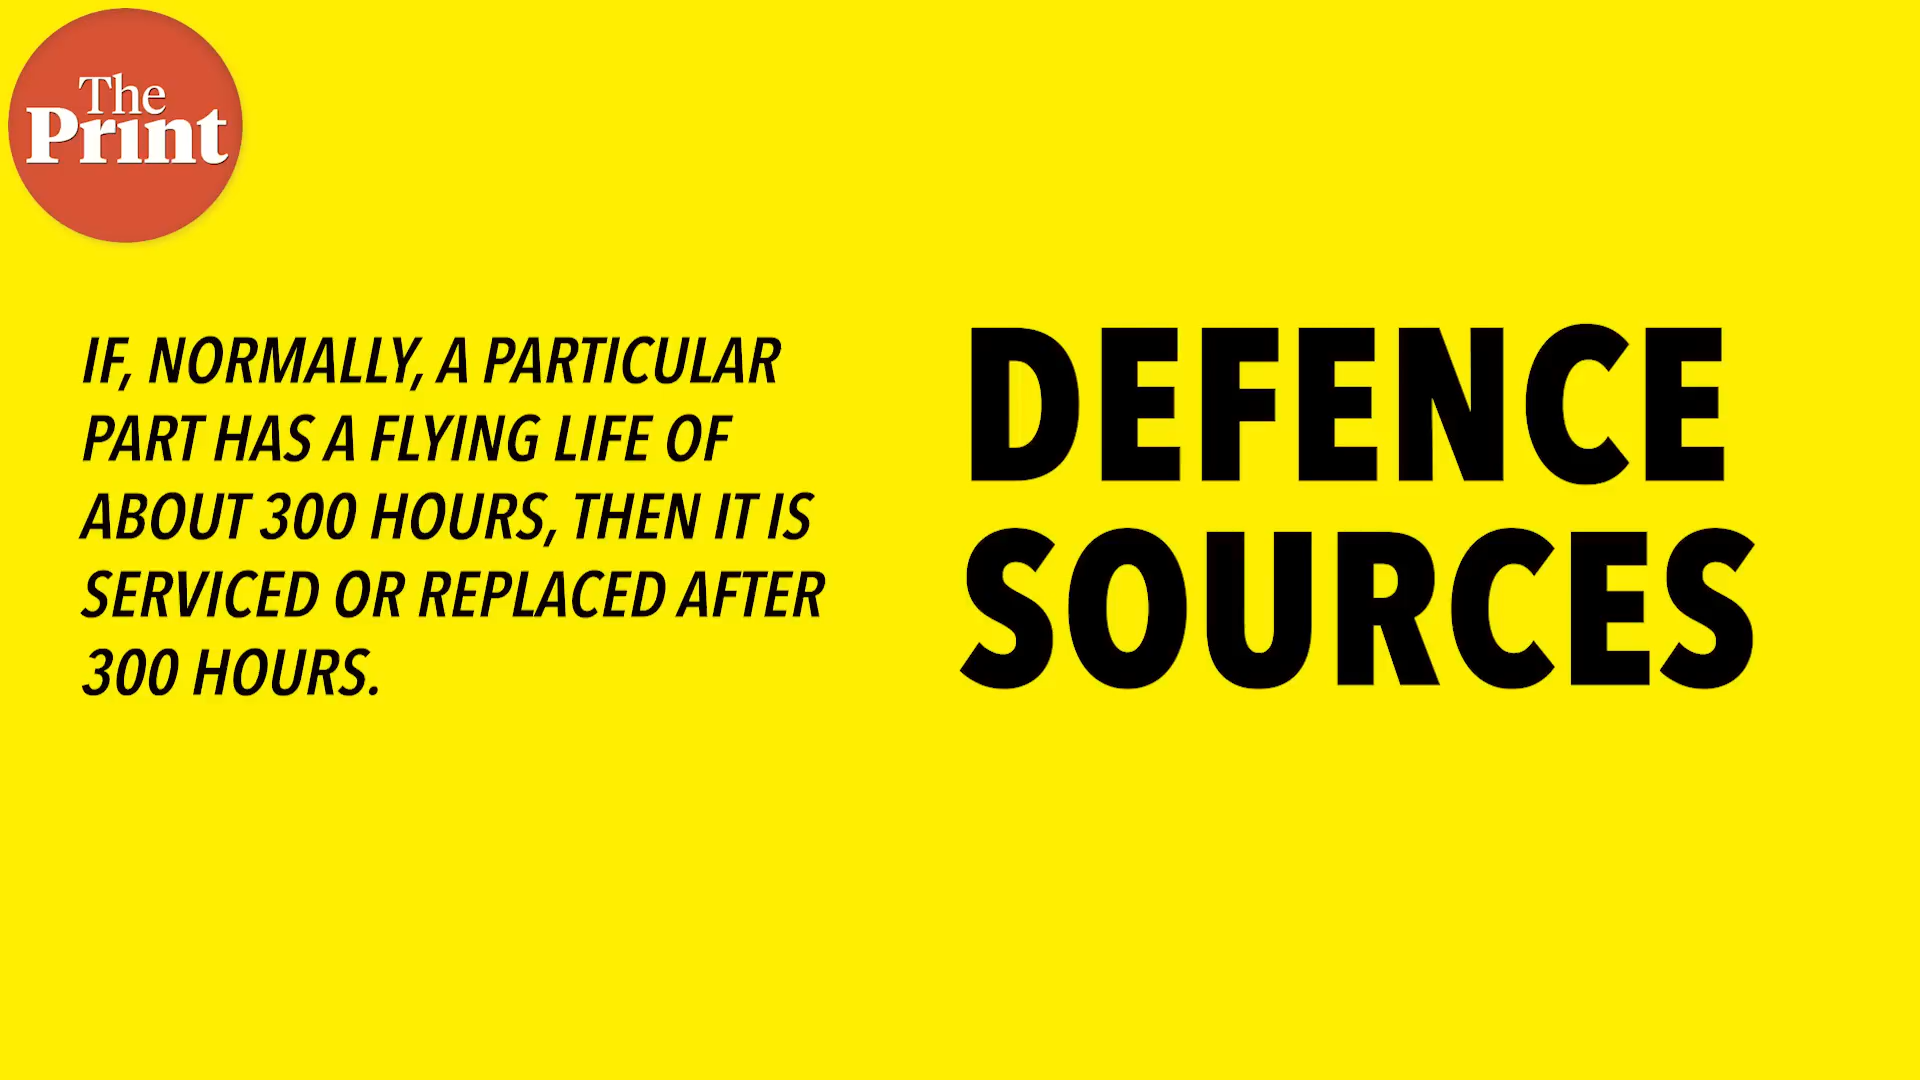 The
Print
IF, NORMALLY, A PARTICULAR
PART HAS A FLYING LIFE OF
ABOUT 300 HOURS, THEN IT IS
SERVICED OR REPLACED AFTER
300 HOURS.
DEFENCE
SOURCES